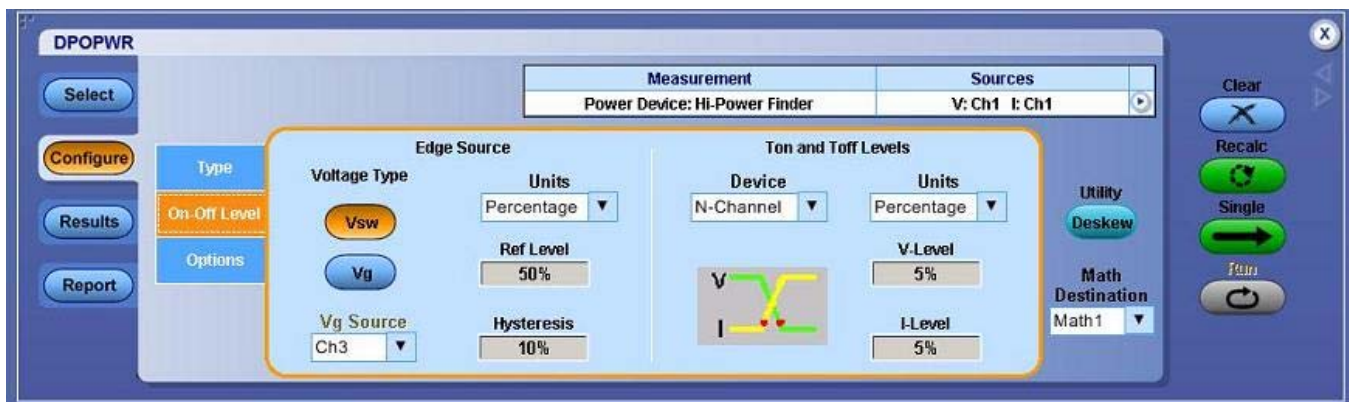 DPOPWR
Select
Configure
Results
Report
Measurement Sources
Power Device: Hi-Power Finder V: Ch1 I: Ch1
Type
On-Off Level
Options
Edge Source
Voltage Type
Vsw
Vg
Vg Source
Ch3
Units
Percentage
Ref Level
50%
Hysteresis
10%
Ton and Toff Levels
Device
N-Channel
V
I
Units
Percentage
V-Level
5%
I-Level
5%
Utility
Deskew
Math
Destination
Math1
X
Clear
Recalc
Single
Run